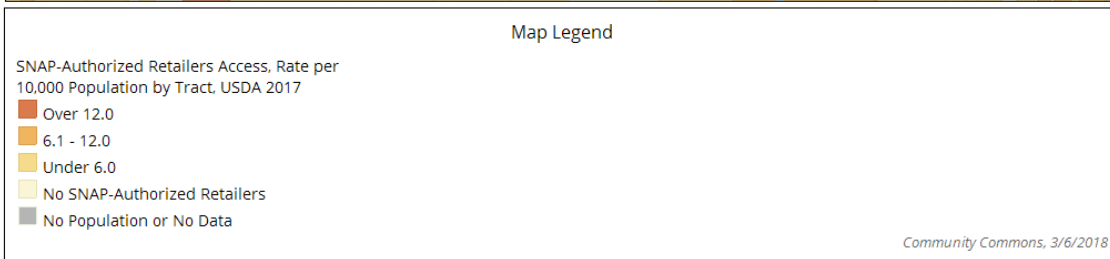 Map Legend
SNAP-Authorized Retailers Access, Rate per
10,000 Population by Tract, USDA 2017
Over 12.0
6.1 - 12.0
Under 6.0
No SNAP-Authorized Retailers
No Population or No Data
Community Commons, 3/6/2018